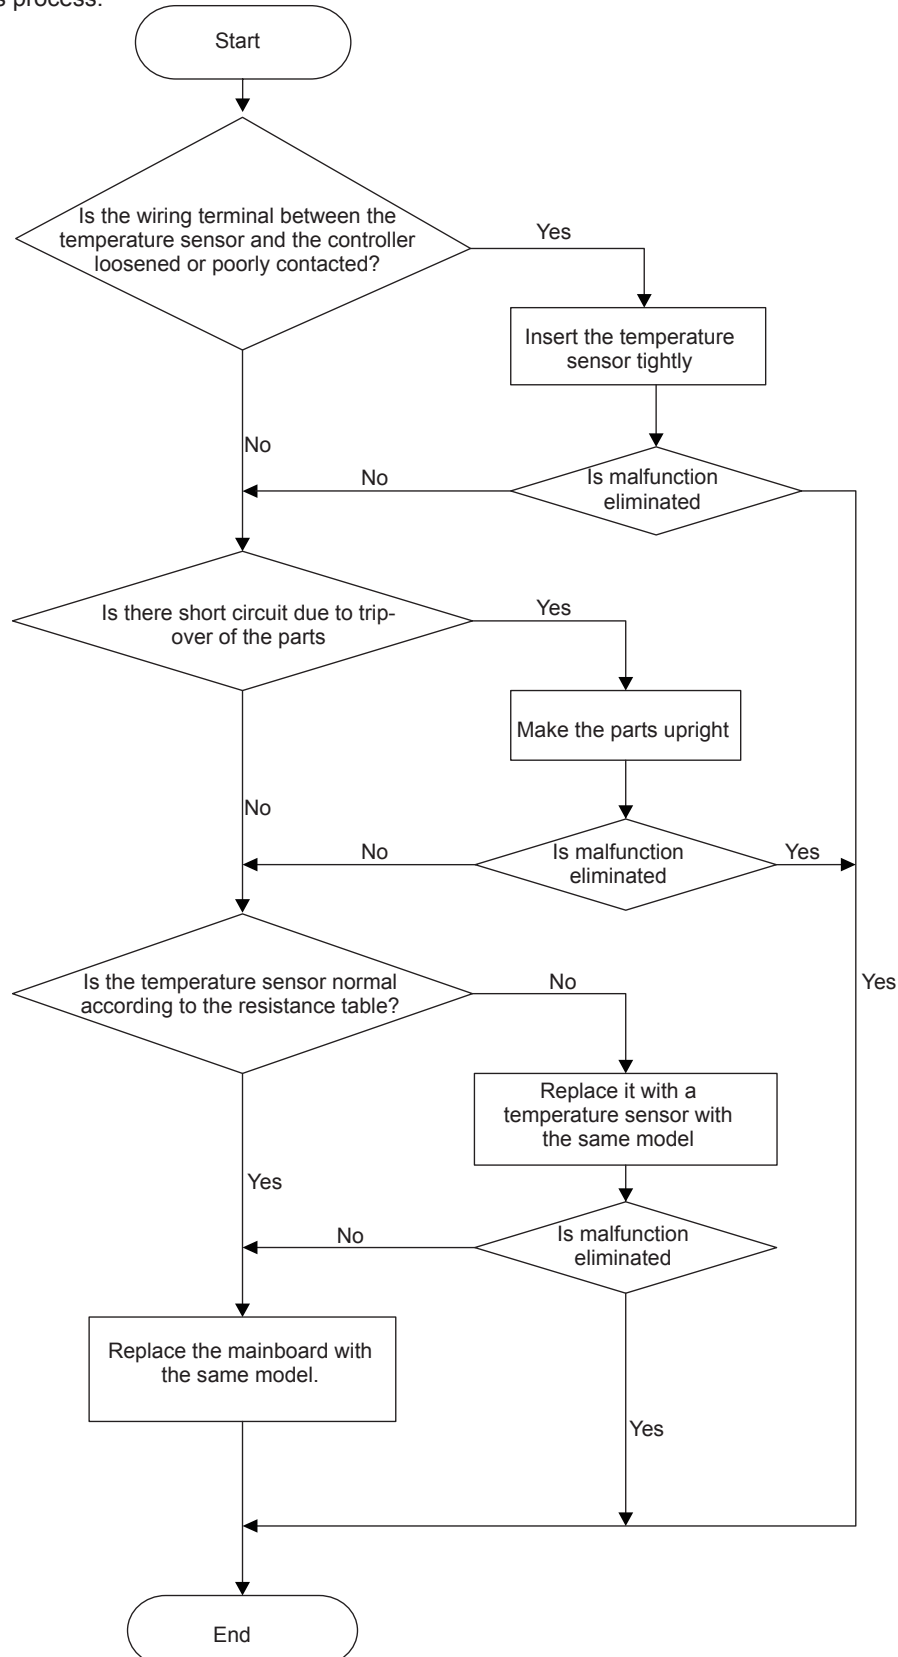 s process.
Start
Is the wiring terminal between the
temperature sensor and the controller
loosened or poorly contacted?
Yes
Insert the temperature
sensor tightly
No
No
Is malfunction
eliminated
Is there short circuit due to trip-
over of the parts
Yes
Make the parts upright
No
No
Is malfunction
eliminated
Yes
Is the temperature sensor normal
according to the resistance table?
No
Yes
Replace it with a
temperature sensor with
the same model
Yes
No
Is malfunction
eliminated
Replace the mainboard with
the same model.
Yes
End